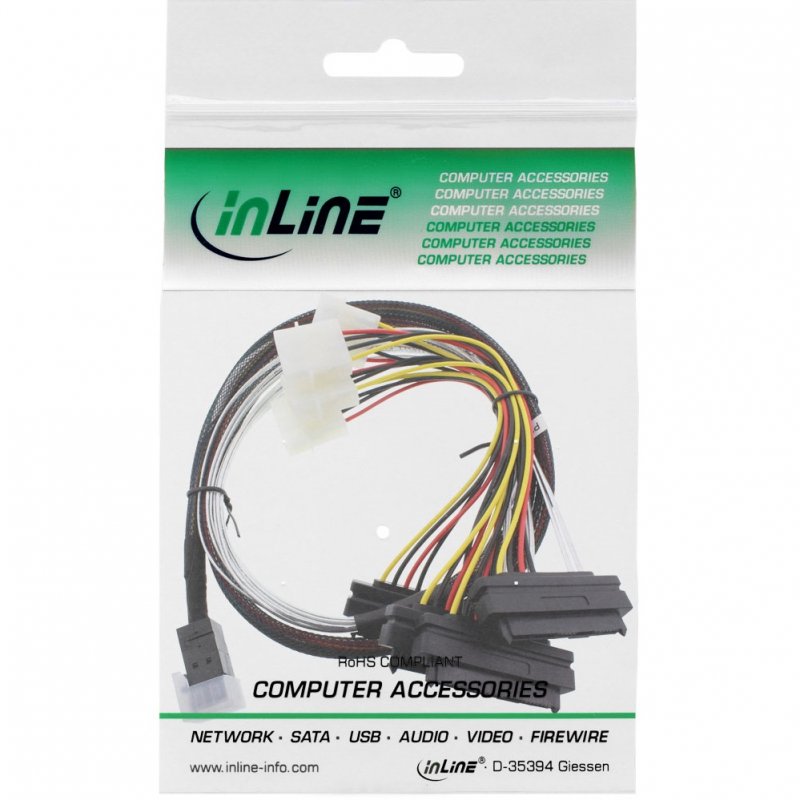 COMPUTER ACCESSORIES
COMPUTER ACCESSORIES
COMPUTER ACCESSORIES
COMPUTER ACCESSORIES
COMPUTER ACCESSORIES
COMPUTER ACCESSORIES
inLine®
RoHS COMPLIANT
COMPUTER ACCESSORIES
NETWORK · SATA · USB · AUDIO · VIDEO · FIREWIRE
www.inline-info.com inLine® · D-35394 Giessen